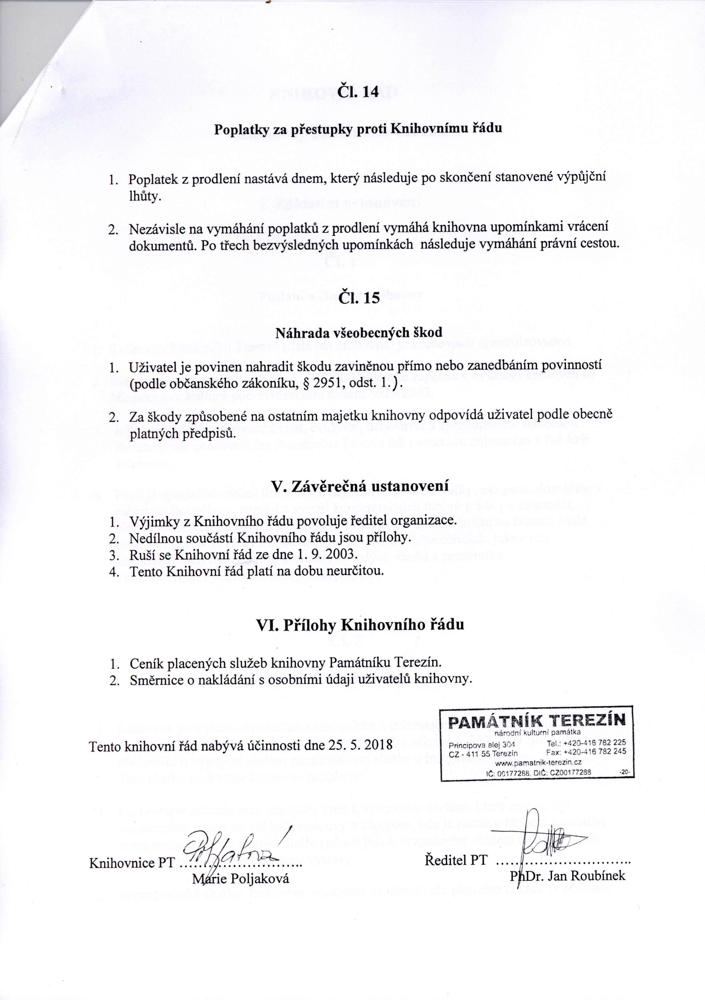 Čl. 14
Poplatky za přestupky proti Knihovnímu řádu
1. Poplatek z prodlení nastává dnem, který následuje po skončení stanovené výpůjční
lhůty.
2. Nezávisle na vymáhání poplatků z prodlení vymáhá knihovna upomínkami vrácení
dokumentů. Po třech bezvýsledných upomínkách následuje vymáhání právní cestou.
Čl. 15
Náhrada všeobecných škod
1. Uživatel je povinen nahradit škodu zaviněnou přímo nebo zanedbáním povinností
(podle občanského zákoníku, § 2951, odst. 1.).
2. Za škody způsobené na ostatním majetku knihovny odpovídá uživatel podle obecně
platných předpisů.
V. Závěrečná ustanovení
1. Výjimky z Knihovního řádu povoluje ředitel organizace.
2. Nedílnou součástí Knihovního řádu jsou přílohy.
3. Ruší se Knihovní řád ze dne 1. 9. 2003.
4. Tento Knihovní řád platí na dobu neurčitou.
VI. Přílohy Knihovního řádu
1. Ceník placených služeb knihovny Památníku Terezín.
2. Směrnice o nakládání s osobními údaji uživatelů knihovny.
PAMÁTNÍK TEREZÍN
národní kulturní památka
Principova alej 304 Tel.: +420-416 782 225
CZ - 411 55 Terezín Fax: +420-416 782 245
www.pamatnik-terezin.cz
IČ: 00177288. DIČ: CZ00177288 -20-
Tento knihovní řád nabývá účinnosti dne 25. 5. 2018
Knihovnice PT ..............................
Marie Poljaková
Ředitel PT ..............................
PhDr. Jan Roubínek